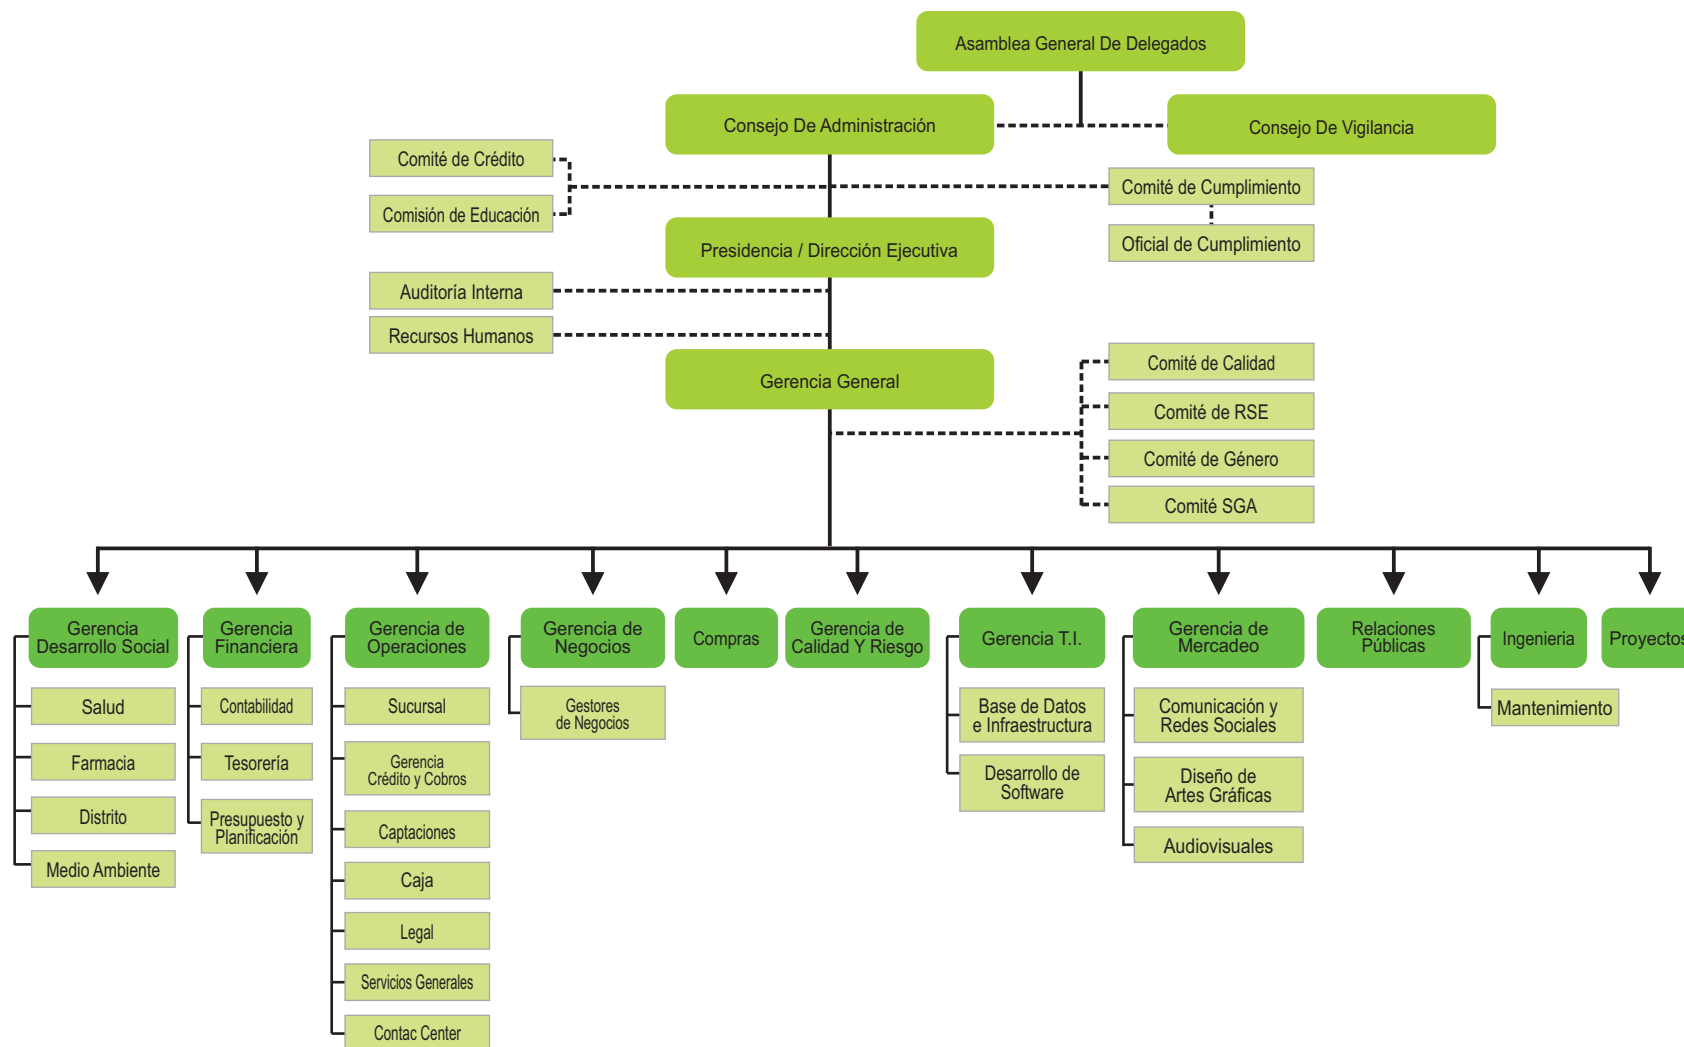 Asamblea General De Delegados
Consejo De Administración
Consejo De Vigilancia
Comité de Crédito
Comisión de Educación
Comité de Cumplimiento
Oficial de Cumplimiento
Presidencia / Dirección Ejecutiva
Auditoría Interna
Recursos Humanos
Gerencia General
Comité de Calidad
Comité de RSE
Comité de Género
Comité SGA
Gerencia
Desarrollo Social
Salud
Farmacia
Distrito
Medio Ambiente
Gerencia
Financiera
Contabilidad
Tesorería
Presupuesto y
Planificación
Gerencia de
Operaciones
Sucursal
Gerencia
Crédito y Cobros
Captaciones
Caja
Legal
Servicios Generales
Contac Center
Gerencia de
Negocios
Gestores
de Negocios
Compras
Gerencia de
Calidad Y Riesgo
Gerencia T.I.
Base de Datos
e Infraestructura
Desarrollo de
Software
Gerencia de
Mercadeo
Comunicación y
Redes Sociales
Diseño de
Artes Gráficas
Audiovisuales
Relaciones
Públicas
Ingenieria
Mantenimiento
Proyectos